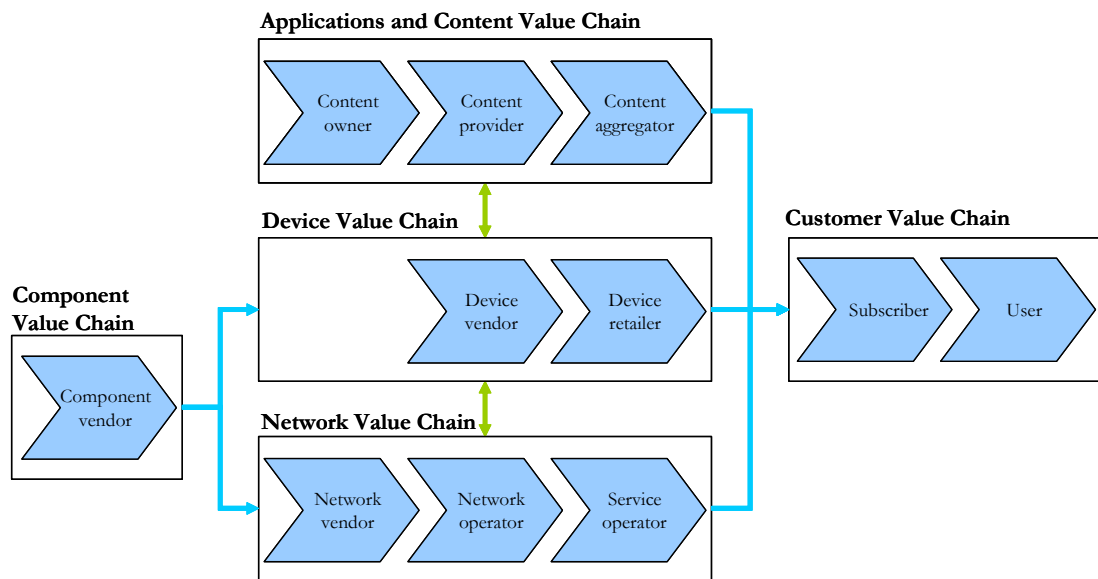 Applications and Content Value Chain
Content
owner
Content
provider
Content
aggregator
Device Value Chain
Device
vendor
Device
retailer
Customer Value Chain
Subscriber
User
Component
Value Chain
Component
vendor
Network Value Chain
Network
vendor
Network
operator
Service
operator